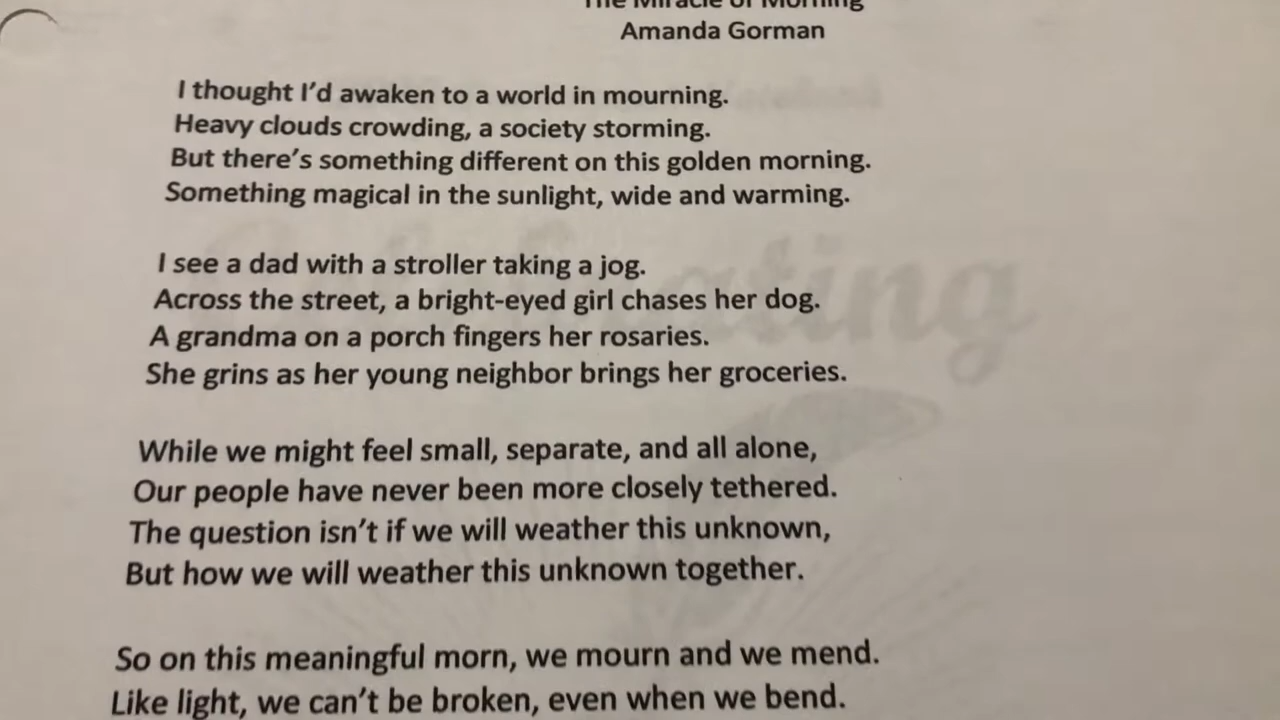 The Miracle of Morning
Amanda Gorman
I thought I'd awaken to a world in mourning.
Heavy clouds crowding, a society storming.
But there's something different on this golden morning.
Something magical in the sunlight, wide and warming.
I see a dad with a stroller taking a jog.
Across the street, a bright-eyed girl chases her dog.
A grandma on a porch fingers her rosaries.
She grins as her young neighbor brings her groceries.
While we might feel small, separate, and all alone,
Our people have never been more closely tethered.
The question isn't if we will weather this unknown,
But how we will weather this unknown together.
So on this meaningful morn, we mourn and we mend.
Like light, we can't be broken, even when we bend.